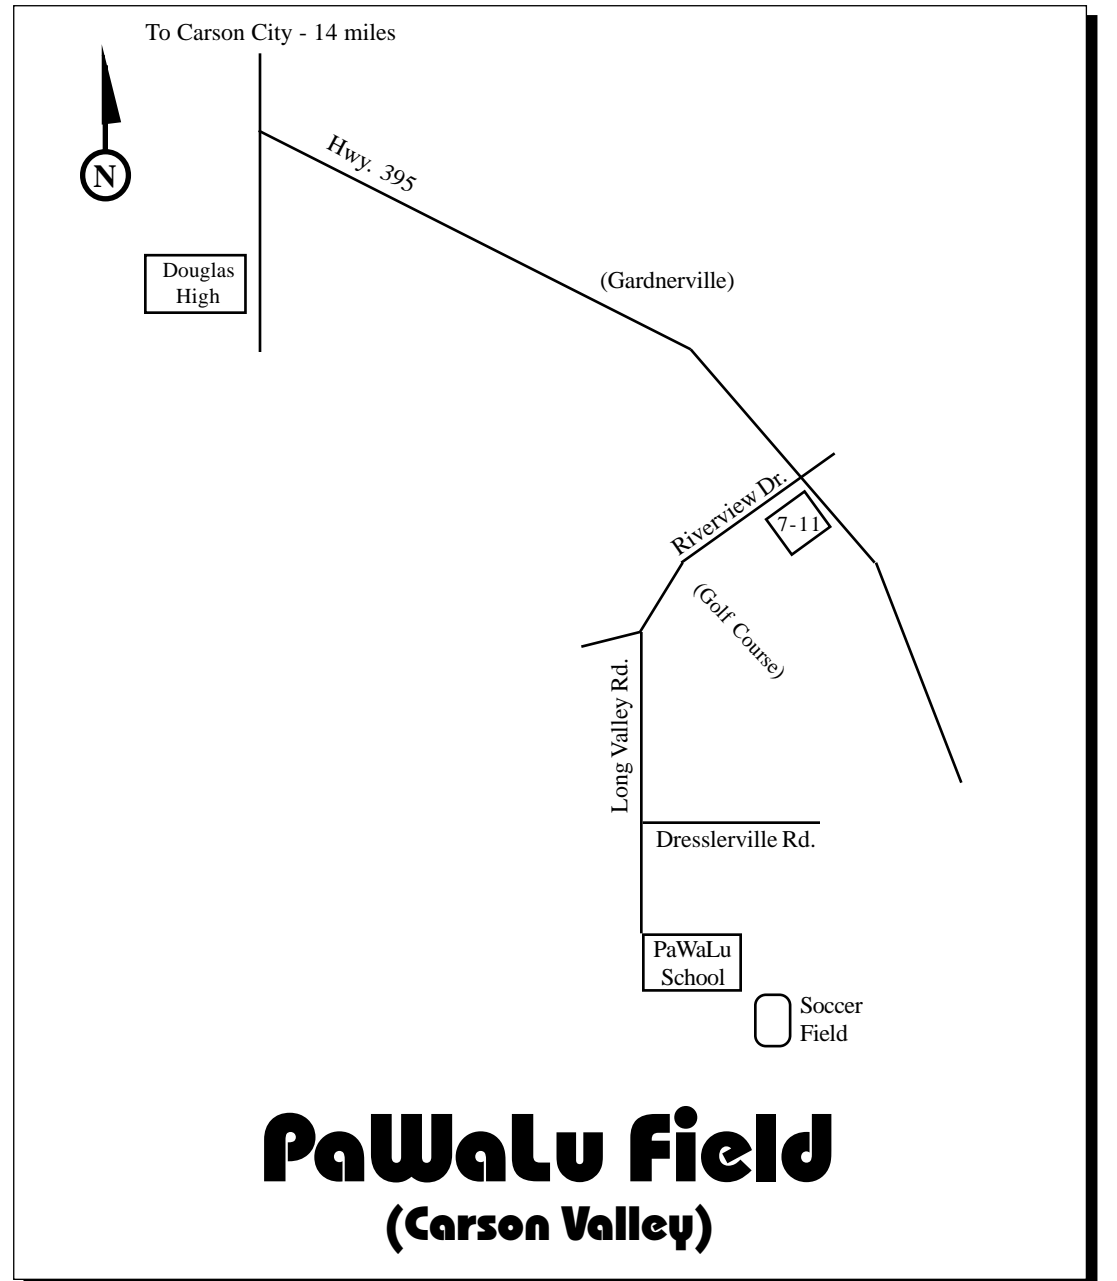 To Carson City - 14 miles
N
Hwy. 395
Douglas
High
(Gardnerville)
Riverview Dr.
7-11
(Golf Course)
Long Valley Rd.
Dresslerville Rd.
PaWaLu
School
Soccer
Field
PaWaLu Field
(Carson Valley)